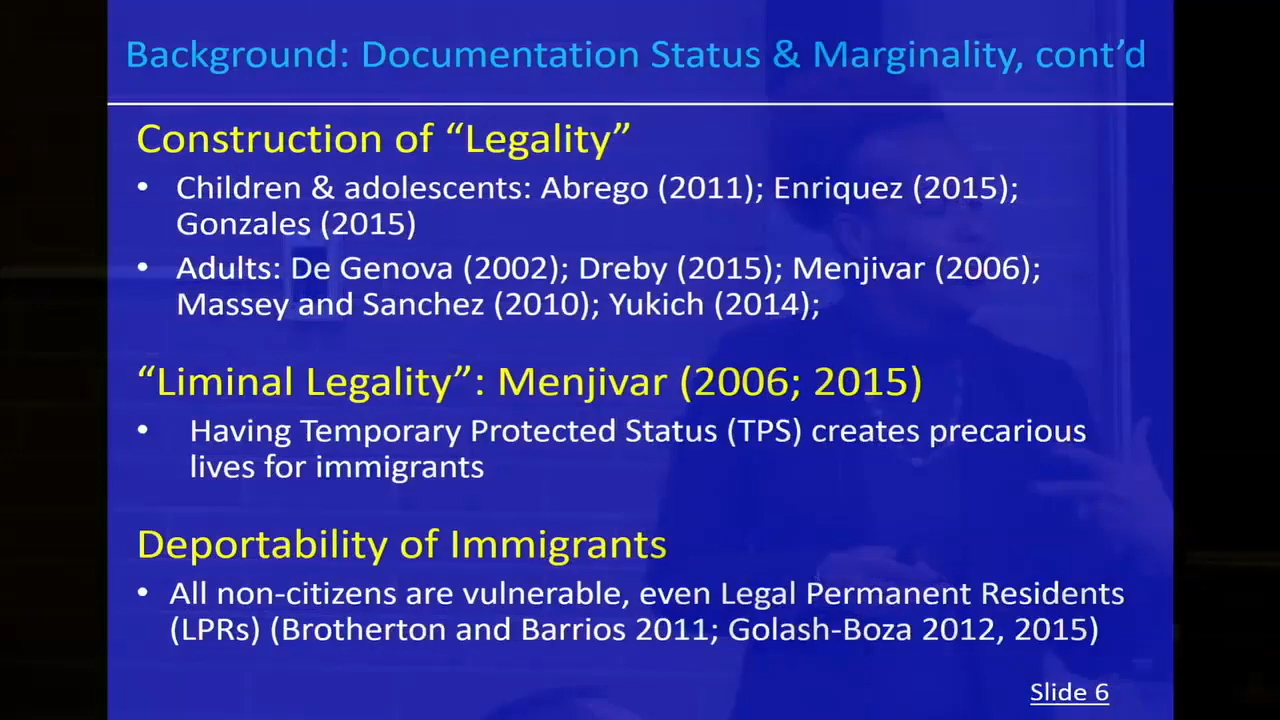 Background: Documentation Status & Marginality, cont’d
Construction of “Legality”
• Children & adolescents: Abrego (2011); Enriquez (2015);
Gonzales (2015)
• Adults: De Genova (2002); Dreby (2015); Menjivar (2006);
Massey and Sanchez (2010); Yukich (2014);
“Liminal Legality”: Menjivar (2006; 2015)
• Having Temporary Protected Status (TPS) creates precarious
lives for immigrants
Deportability of Immigrants
• All non-citizens are vulnerable, even Legal Permanent Residents
(LPRs) (Brotherton and Barrios 2011; Golash-Boza 2012, 2015)
Slide 6